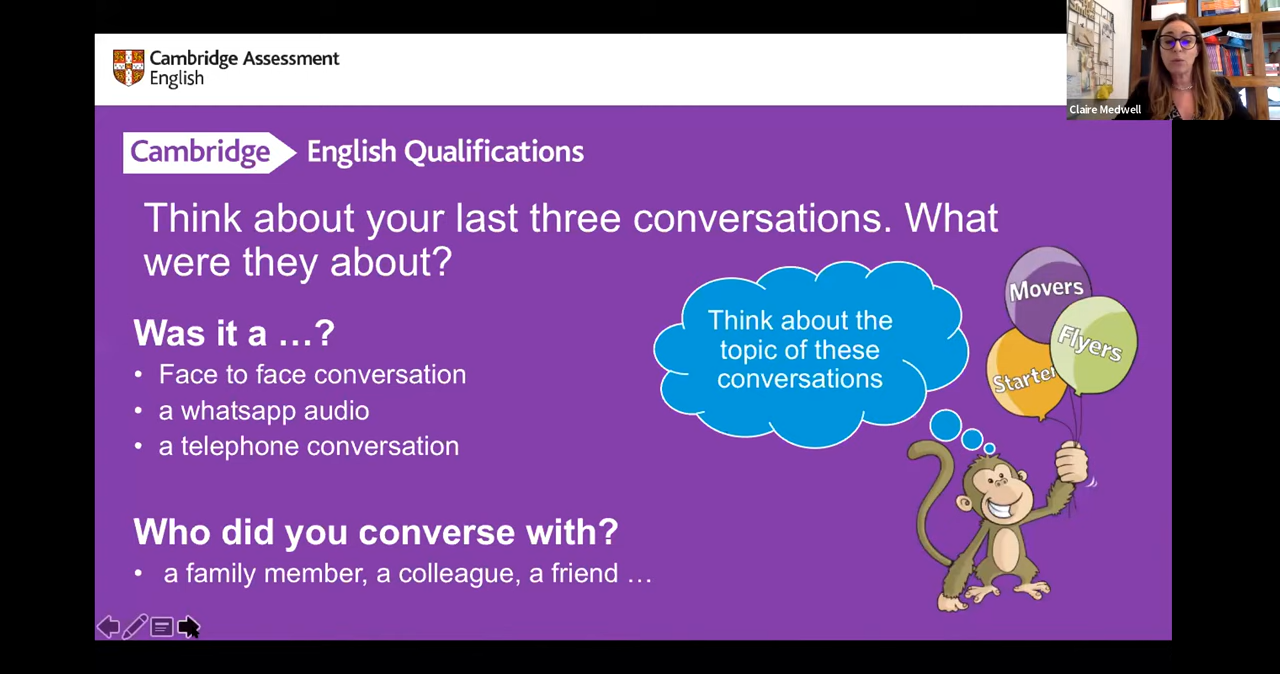 Cambridge Assessment
English
Claire Medwell
Cambridge English Qualifications
Think about your last three conversations. What
were they about?
Was it a …?
• Face to face conversation
• a whatsapp audio
• a telephone conversation
Who did you converse with?
• a family member, a colleague, a friend …
Think about the
topic of these
conversations
Movers
Flyers